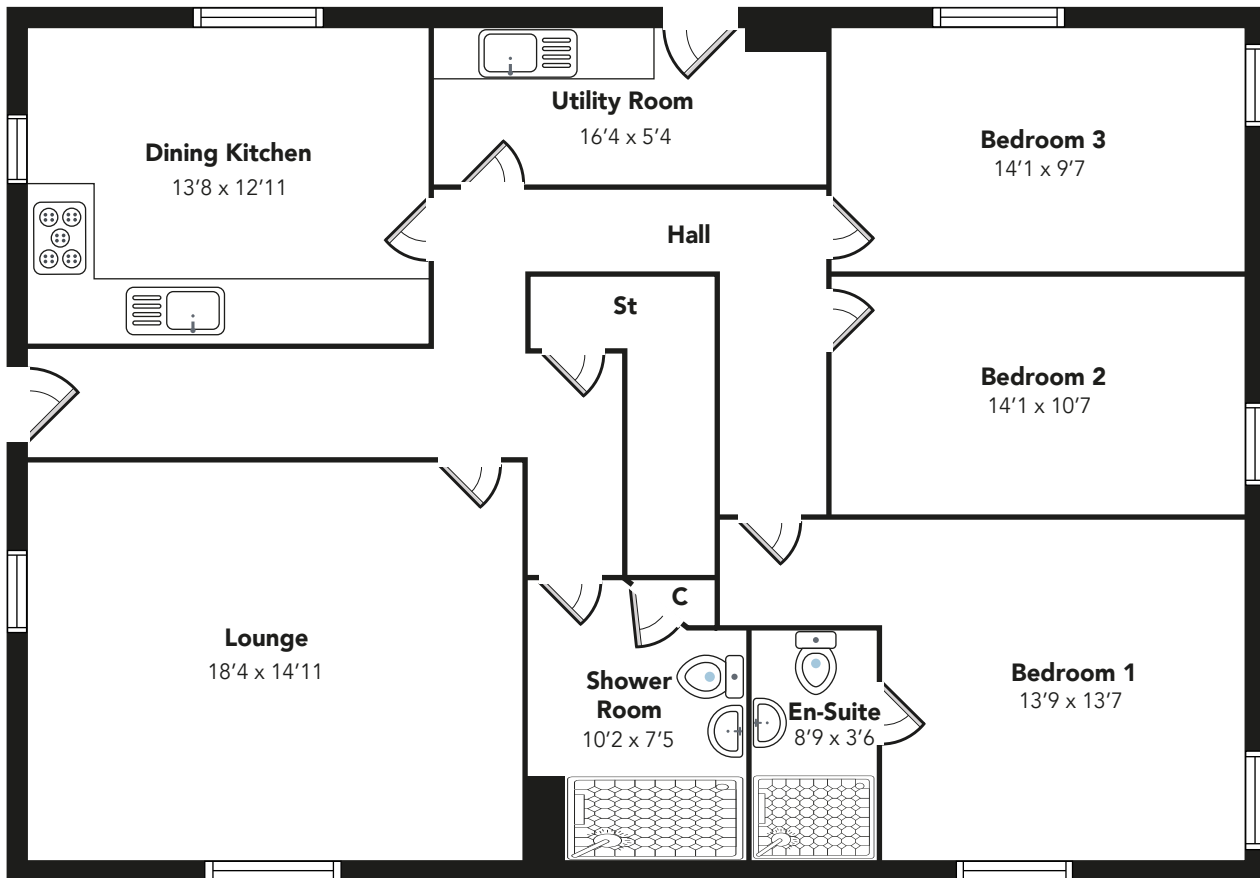 Dining Kitchen
13’8 x 12’11
Utility Room
16’4 x 5’4
Bedroom 3
14’1 x 9’7
Hall
St
Bedroom 2
14’1 x 10’7
Lounge
18’4 x 14’11
C
Shower
Room
10’2 x 7’5
En-Suite
8’9 x 3’6
Bedroom 1
13’9 x 13’7